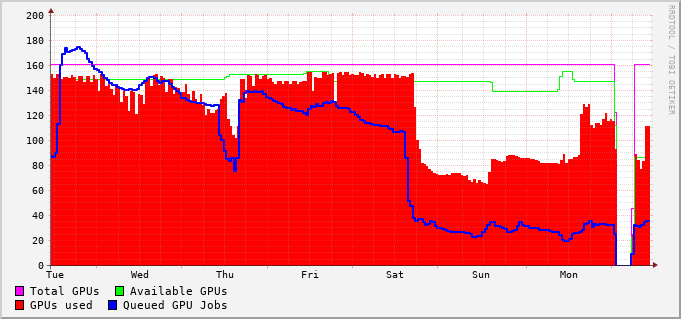 200
180
160
140
120
100
80
60
40
20
0
Tue Wed Thu Fri Sat Sun Mon
Total GPUs Available GPUs
GPUs used Queued GPU Jobs
RRDTOOL / TOBI OETIKER